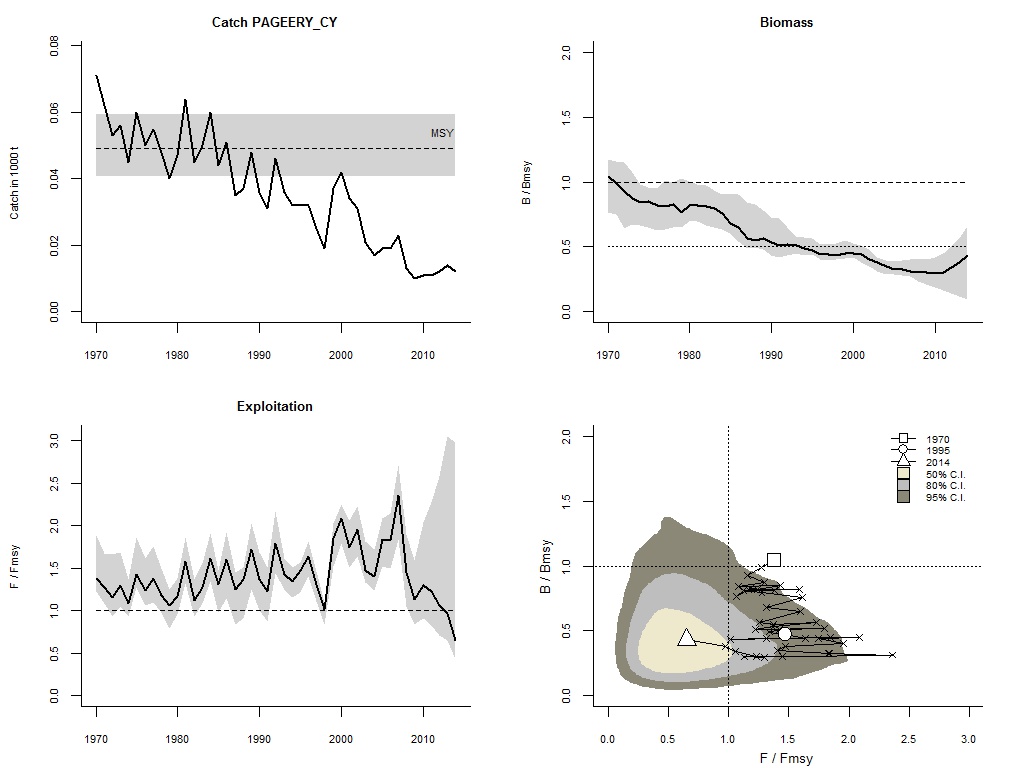 Catch PAGEERY_CY
Catch in 1000 t
0.00 0.02 0.04 0.06 0.08
MSY
1970 1980 1990 2000 2010
Biomass
B / Bmsy
0.0 0.5 1.0 1.5 2.0
1970 1980 1990 2000 2010
Exploitation
F / Fmsy
0.0 0.5 1.0 1.5 2.0 2.5 3.0
1970 1980 1990 2000 2010
B / Bmsy
0.0 0.5 1.0 1.5 2.0
1970
1995
2014
50% C.I.
80% C.I.
95% C.I.
0.0 0.5 1.0 1.5 2.0 2.5 3.0
F / Fmsy